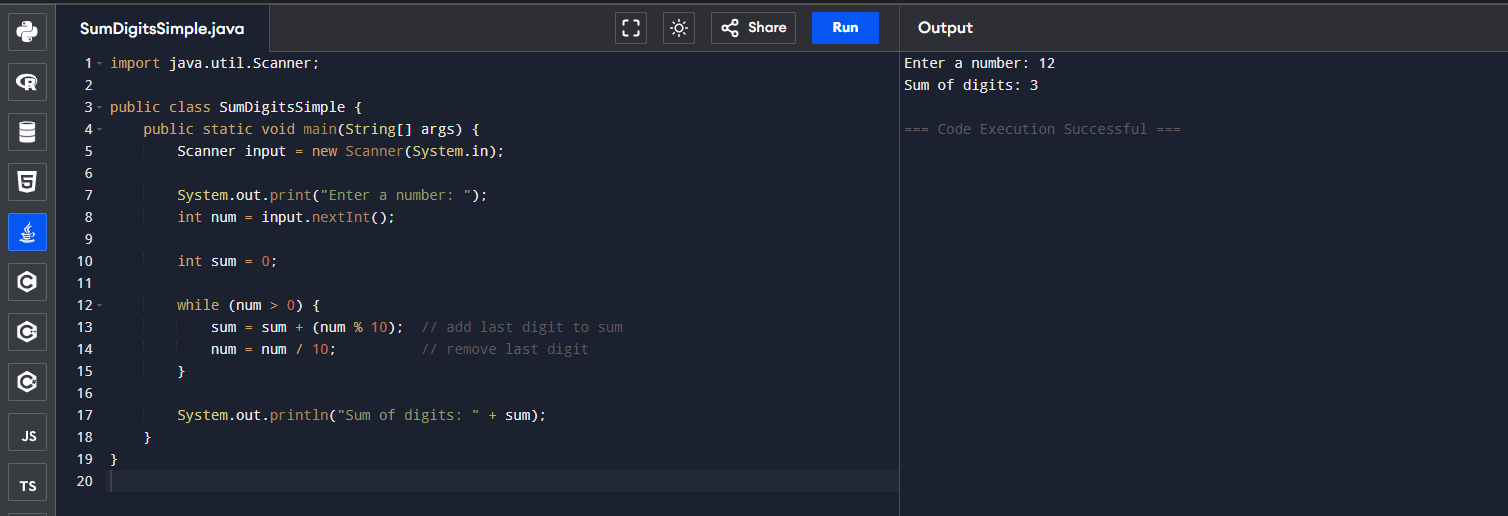 SumDigitsSimple.java
Share
Run
Output
1 import java.util.Scanner;
2
3 public class SumDigitsSimple {
4     public static void main(String[] args) {
5         Scanner input = new Scanner(System.in);
6
7         System.out.print("Enter a number: ");
8         int num = input.nextInt();
9
10         int sum = 0;
11
12         while (num > 0) {
13             sum = sum + (num % 10);  // add last digit to sum
14             num = num / 10;          // remove last digit
15         }
16
17         System.out.println("Sum of digits: " + sum);
18     }
19 }
20
Enter a number: 12
Sum of digits: 3
=== Code Execution Successful ===
R
5
C
C
C
JS
TS